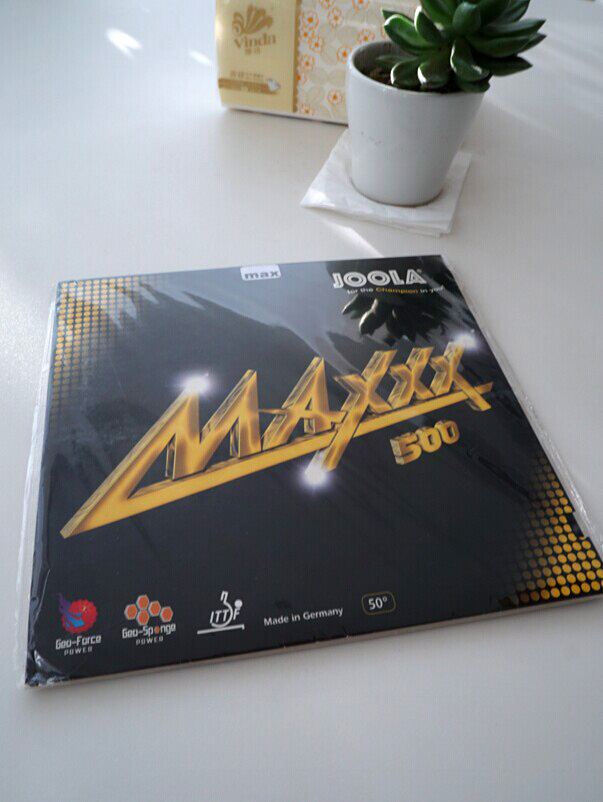 Vinda
max
JOOLA
for the Champion in you!
MAXXX
500
Geo-Force
POWER
Geo-Sponge
POWER
ITTF
Made in Germany
50°